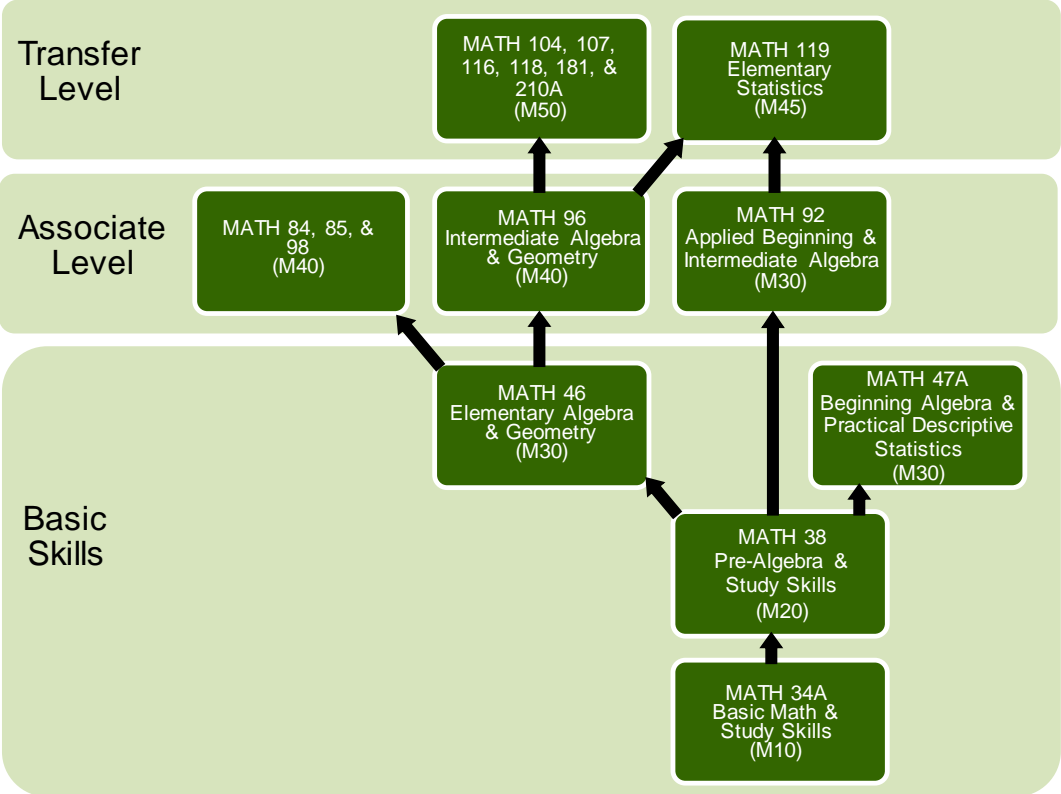 Transfer
Level
MATH 104, 107,
116, 118, 181, &
210A
(M50)
MATH 119
Elementary
Statistics
(M45)
Associate
Level
MATH 84, 85, &
98
(M40)
MATH 96
Intermediate Algebra
& Geometry
(M40)
MATH 92
Applied Beginning &
Intermediate Algebra
(M30)
Basic
Skills
MATH 46
Elementary Algebra
& Geometry
(M30)
MATH 47A
Beginning Algebra &
Practical Descriptive
Statistics
(M30)
MATH 38
Pre-Algebra &
Study Skills
(M20)
MATH 34A
Basic Math &
Study Skills
(M10)